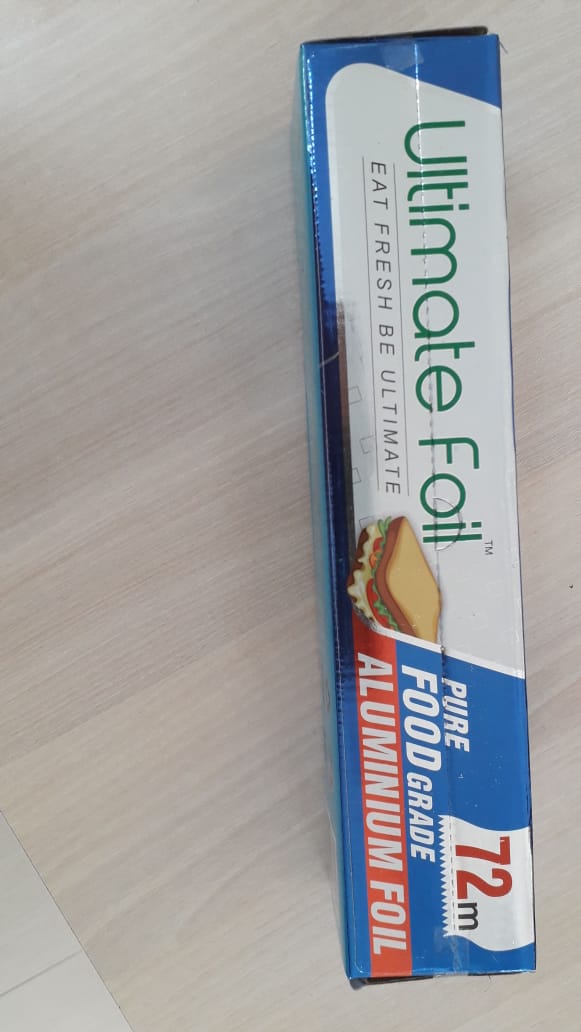 Ultimate Foil™
EAT FRESH BE ULTIMATE
PURE
FOOD GRADE
ALUMINIUM FOIL
72m